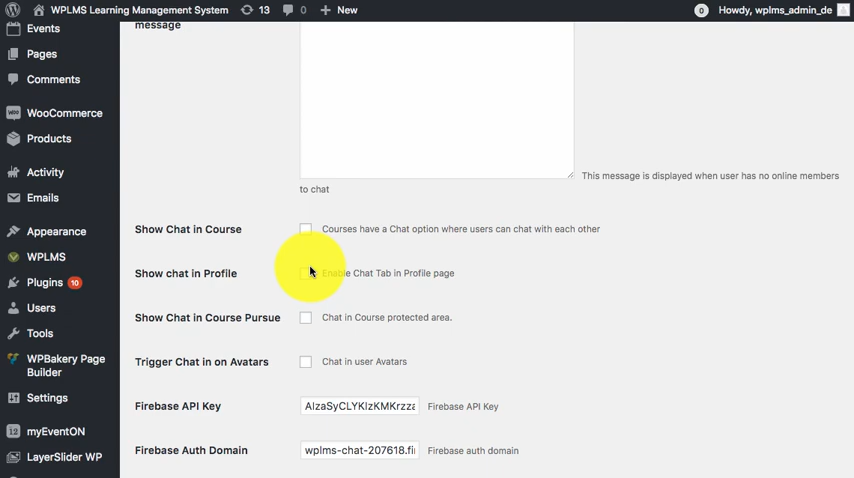 WPLMS Learning Management System 13 0 New 0 Howdy, wplms_admin_de
Events
Pages
Comments
WooCommerce
Products
Activity
Emails
Appearance
WPLMS
Plugins 10
Users
Tools
WPBakery Page
Builder
Settings
12 myEventON
LayerSlider WP
message
This message is displayed when user has no online members
to chat
Show Chat in Course Courses have a Chat option where users can chat with each other
Show chat in Profile Enable Chat Tab in Profile page
Show Chat in Course Pursue Chat in Course protected area.
Trigger Chat in on Avatars Chat in user Avatars
Firebase API Key Firebase API Key
Firebase Auth Domain wplms-chat-207618.fi Firebase auth domain